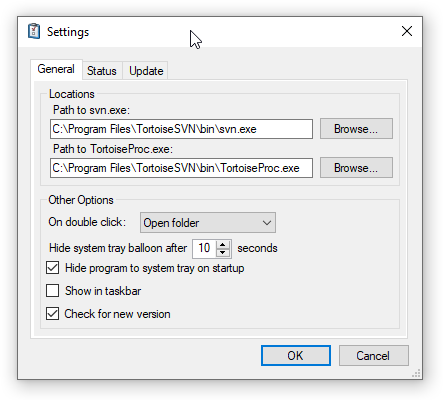 Settings
General Status Update
Locations
Path to svn.exe:
C:\Program Files\TortoiseSVN\bin\svn.exe Browse...
Path to TortoiseProc.exe:
C:\Program Files\TortoiseSVN\bin\TortoiseProc.exe Browse...
Other Options
On double click: Open folder
Hide system tray balloon after 10 seconds
Hide program to system tray on startup
Show in taskbar
Check for new version
OK Cancel